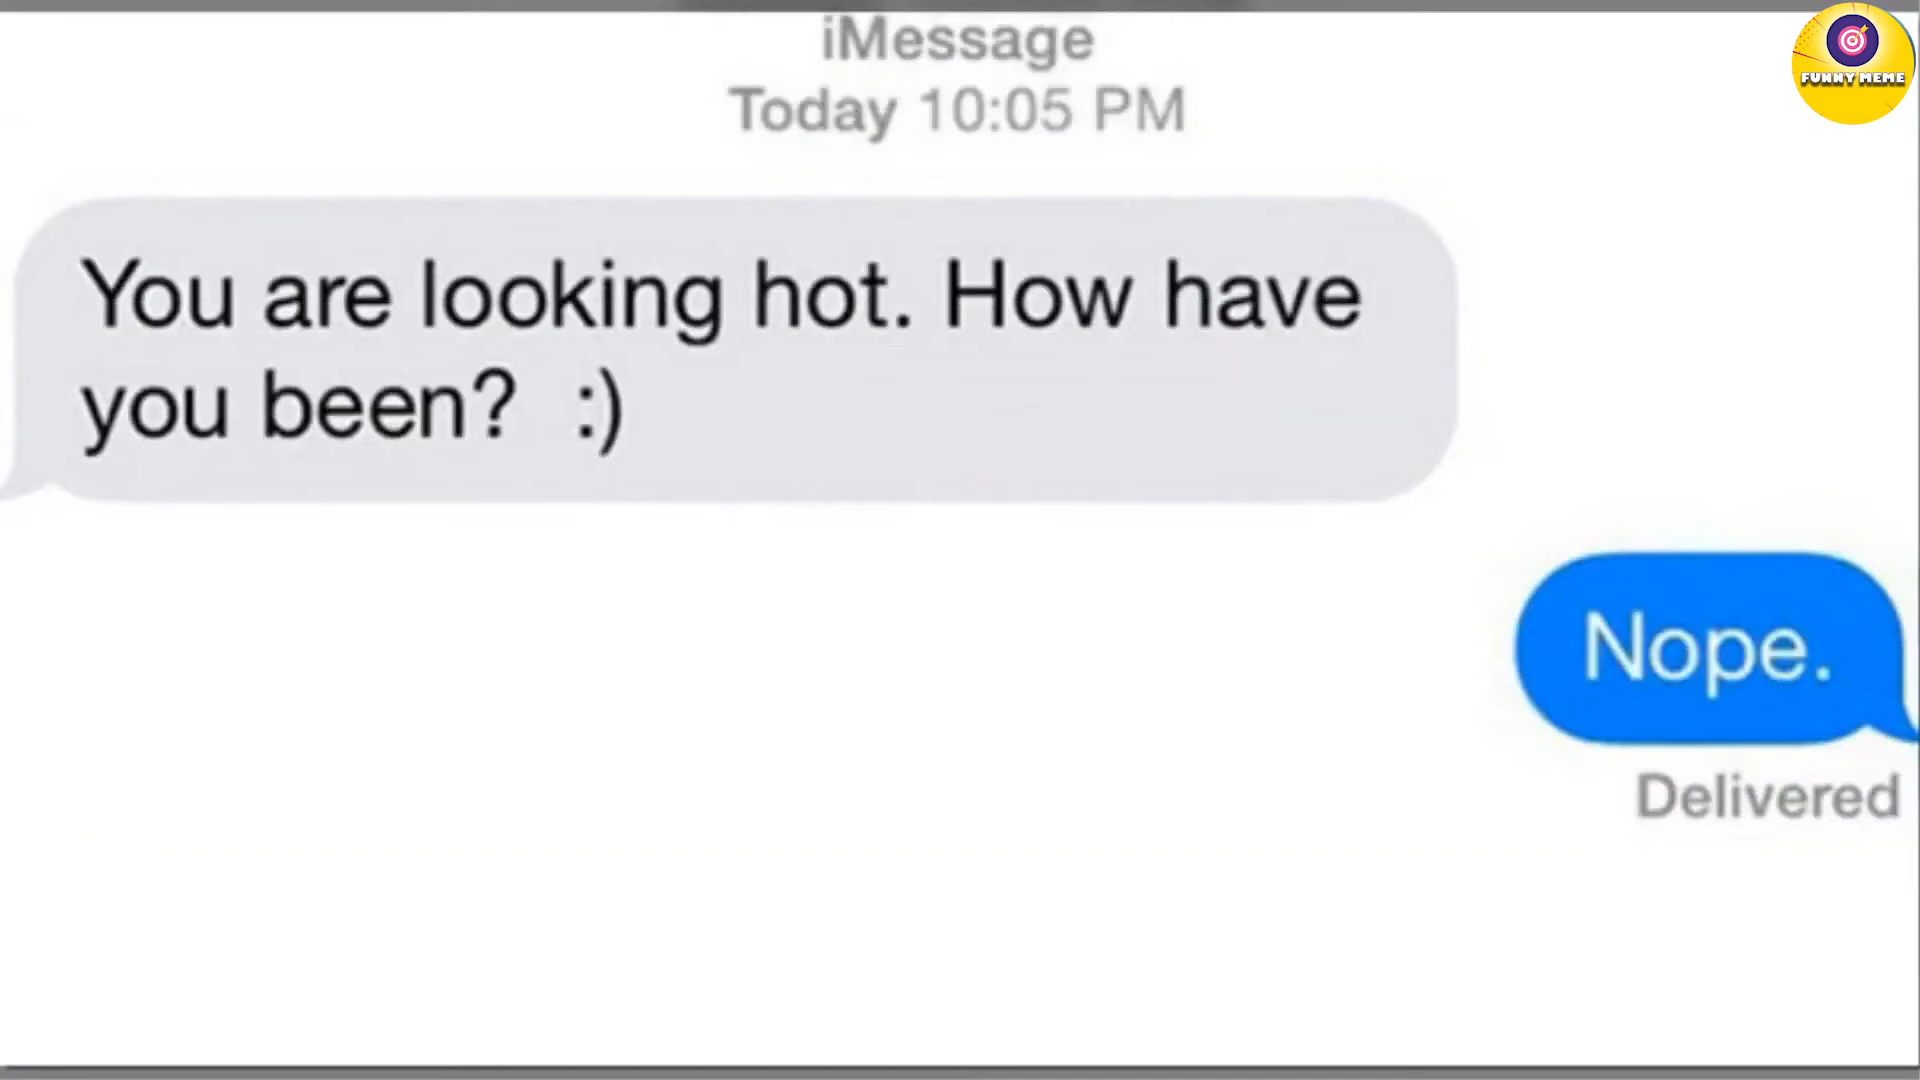 iMessage
Today 10:05 PM
FUNNY MEME
You are looking hot. How have
you been?  :)
Nope.
Delivered